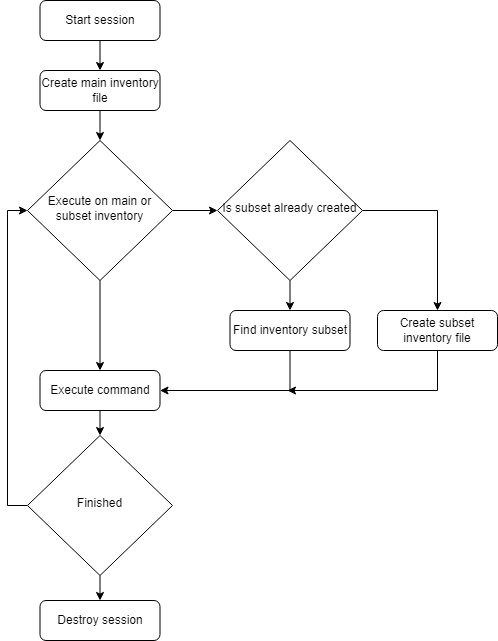 Start session
Create main inventory
file
Execute on main or
subset inventory
Is subset already created
Find inventory subset
Create subset
inventory file
Execute command
Finished
Destroy session